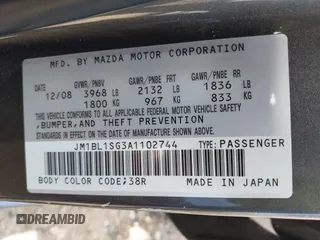 MFD. BY MAZDA MOTOR CORPORATION
GVWR/PNBV GAWR/PNBE FRT GAWR/PNBE RR
12/08 3968 LB 2132 LB 1836 LB
1800 KG 967 KG 833 KG
THIS VEHICLE CONFORMS TO ALL APPLICABLE
FEDERAL MOTOR VEHICLE SAFETY
,BUMPER,AND THEFT PREVENTION
STANDARDS IN EFFECT ON THE DATE OF
MANUFACTURE SHOWN ABOVE.
JM1BL1SG3A1102744 TYPE:PASSENGER
BODY COLOR CODE;38R MADE IN JAPAN
DREAMBID